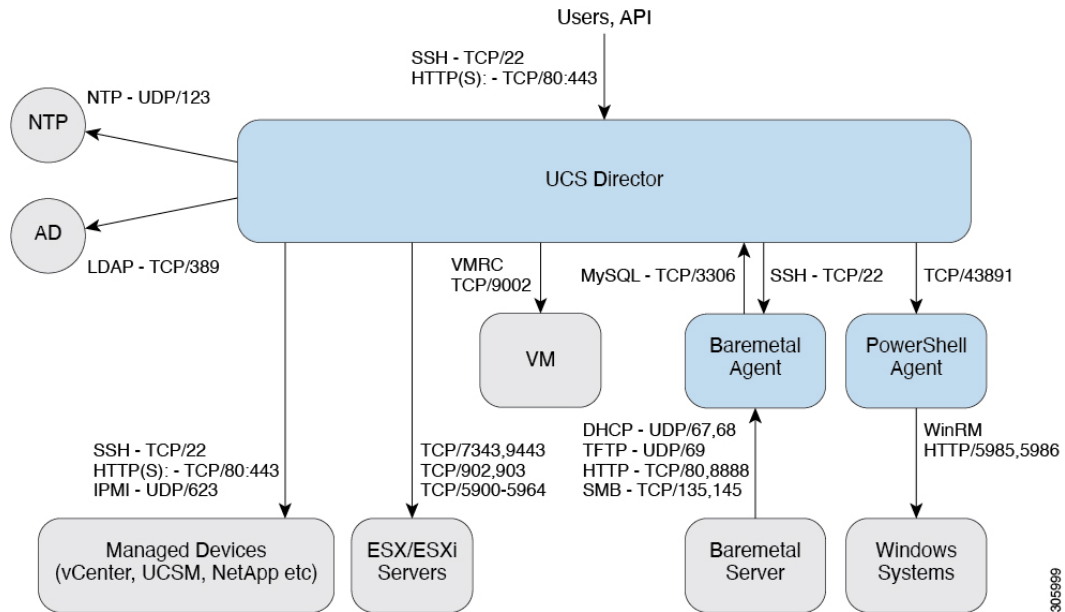 Users, API
SSH - TCP/22
HTTP(S): - TCP/80:443
NTP - UDP/123
NTP
UCS Director
AD
LDAP - TCP/389
VMRC
TCP/9002
MySQL - TCP/3306
SSH - TCP/22
TCP/43891
VM
Baremetal
Agent
PowerShell
Agent
SSH - TCP/22
HTTP(S): - TCP/80:443
IPMI - UDP/623
TCP/7343,9443
TCP/902,903
TCP/5900-5964
DHCP - UDP/67,68
TFTP - UDP/69
HTTP - TCP/80,8888
SMB - TCP/135,145
WinRM
HTTP/5985,5986
Managed Devices
(vCenter, UCSM, NetApp etc)
ESX/ESXi
Servers
Baremetal
Server
Windows
Systems
305999